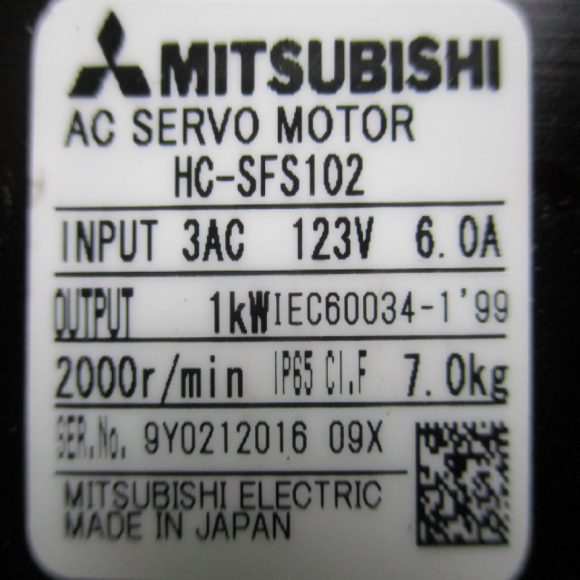 MITSUBISHI
AC SERVO MOTOR
HC-SFS102
INPUT 3AC 123V 6.0A
OUTPUT 1kW IEC60034-1'99
2000r/min IP65 CI.F 7.0kg
SER.No. 9Y0212016 09X
MITSUBISHI ELECTRIC
MADE IN JAPAN